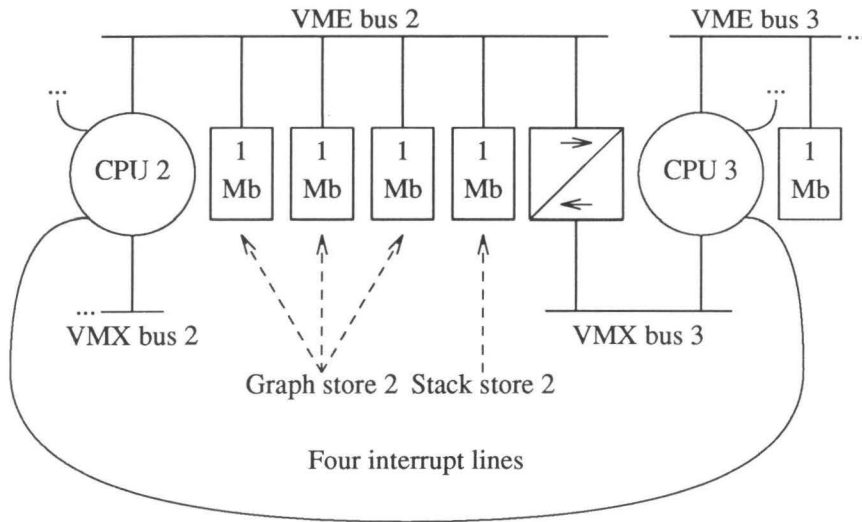 VME bus 2
VME bus 3
...
...
...
CPU 2
1
Mb
1
Mb
1
Mb
1
Mb
CPU 3
1
Mb
...
VMX bus 2
VMX bus 3
Graph store 2
Stack store 2
Four interrupt lines